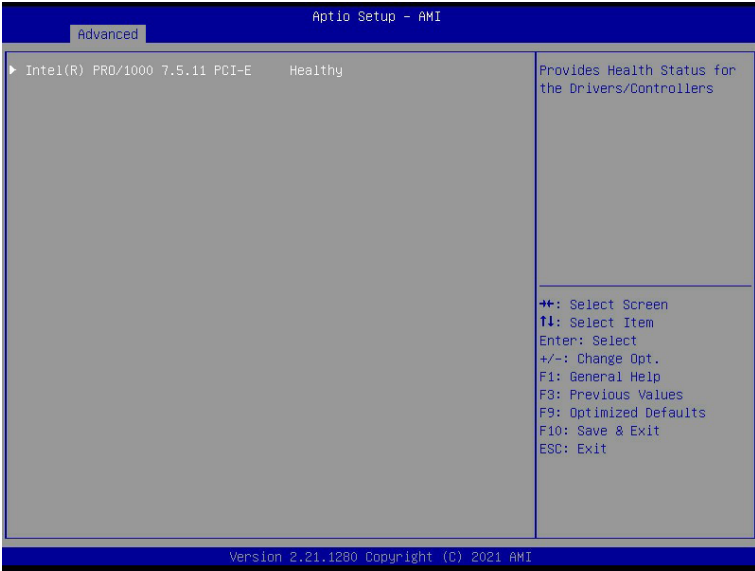 Aptio Setup – AMI
Advanced
▶ Intel(R) PRO/1000 7.5.11 PCI-E Healthy
Provides Health Status for
the Drivers/Controllers
→←: Select Screen
↑↓: Select Item
Enter: Select
+/-: Change Opt.
F1: General Help
F3: Previous Values
F9: Optimized Defaults
F10: Save & Exit
ESC: Exit
Version 2.21.1280 Copyright (C) 2021 AMI